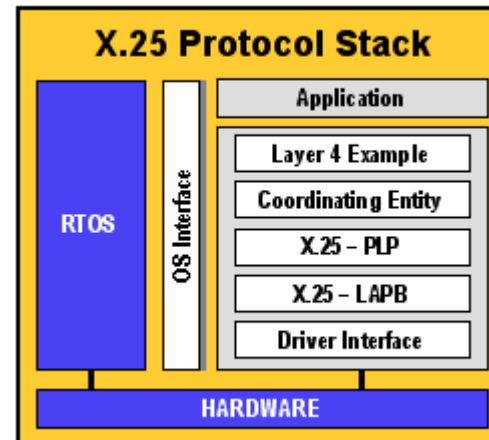 X.25 Protocol Stack
RTOS
OS Interface
Application
Layer 4 Example
Coordinating Entity
X.25 – PLP
X.25 – LAPB
Driver Interface
HARDWARE